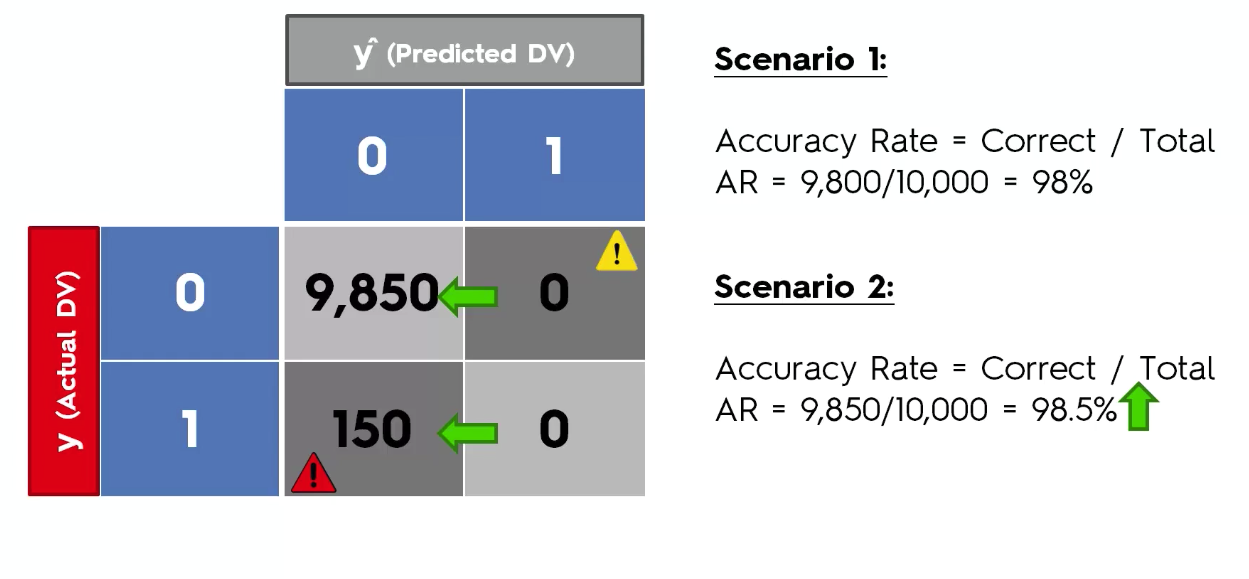 ŷ (Predicted DV)
0 1
y (Actual DV)
0 9,850 0
1 150 0
Scenario 1:
Accuracy Rate = Correct / Total
AR = 9,800/10,000 = 98%
Scenario 2:
Accuracy Rate = Correct / Total
AR = 9,850/10,000 = 98.5%